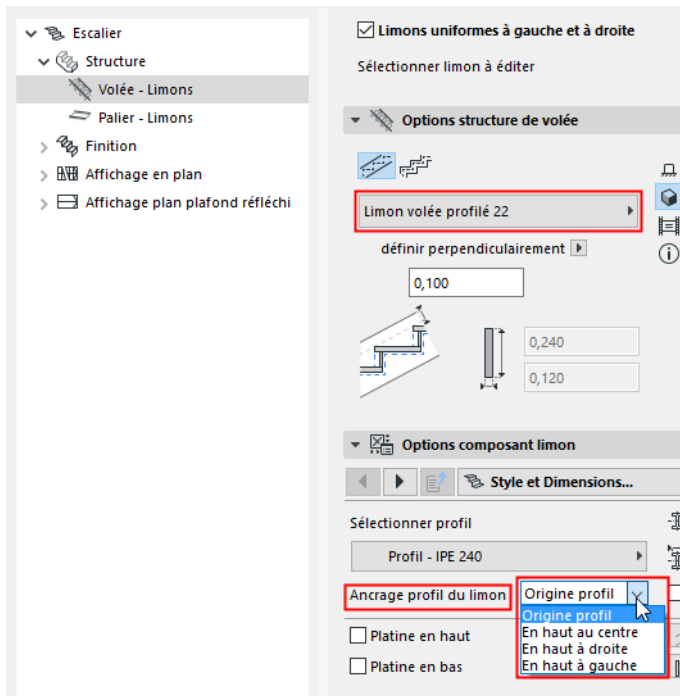 Escalier
Structure
Volée - Limons
Palier - Limons
Finition
Affichage en plan
Affichage plan plafond réfléchi
Limons uniformes à gauche et à droite
Sélectionner limon à éditer
Options structure de volée
Limon volée profilé 22
définir perpendiculairement
0,100
0,240
0,120
Options composant limon
Style et Dimensions...
Sélectionner profil
Profil - IPE 240
Ancrage profil du limon
Origine profil
Origine profil
En haut au centre
En haut à droite
En haut à gauche
Platine en haut
Platine en bas